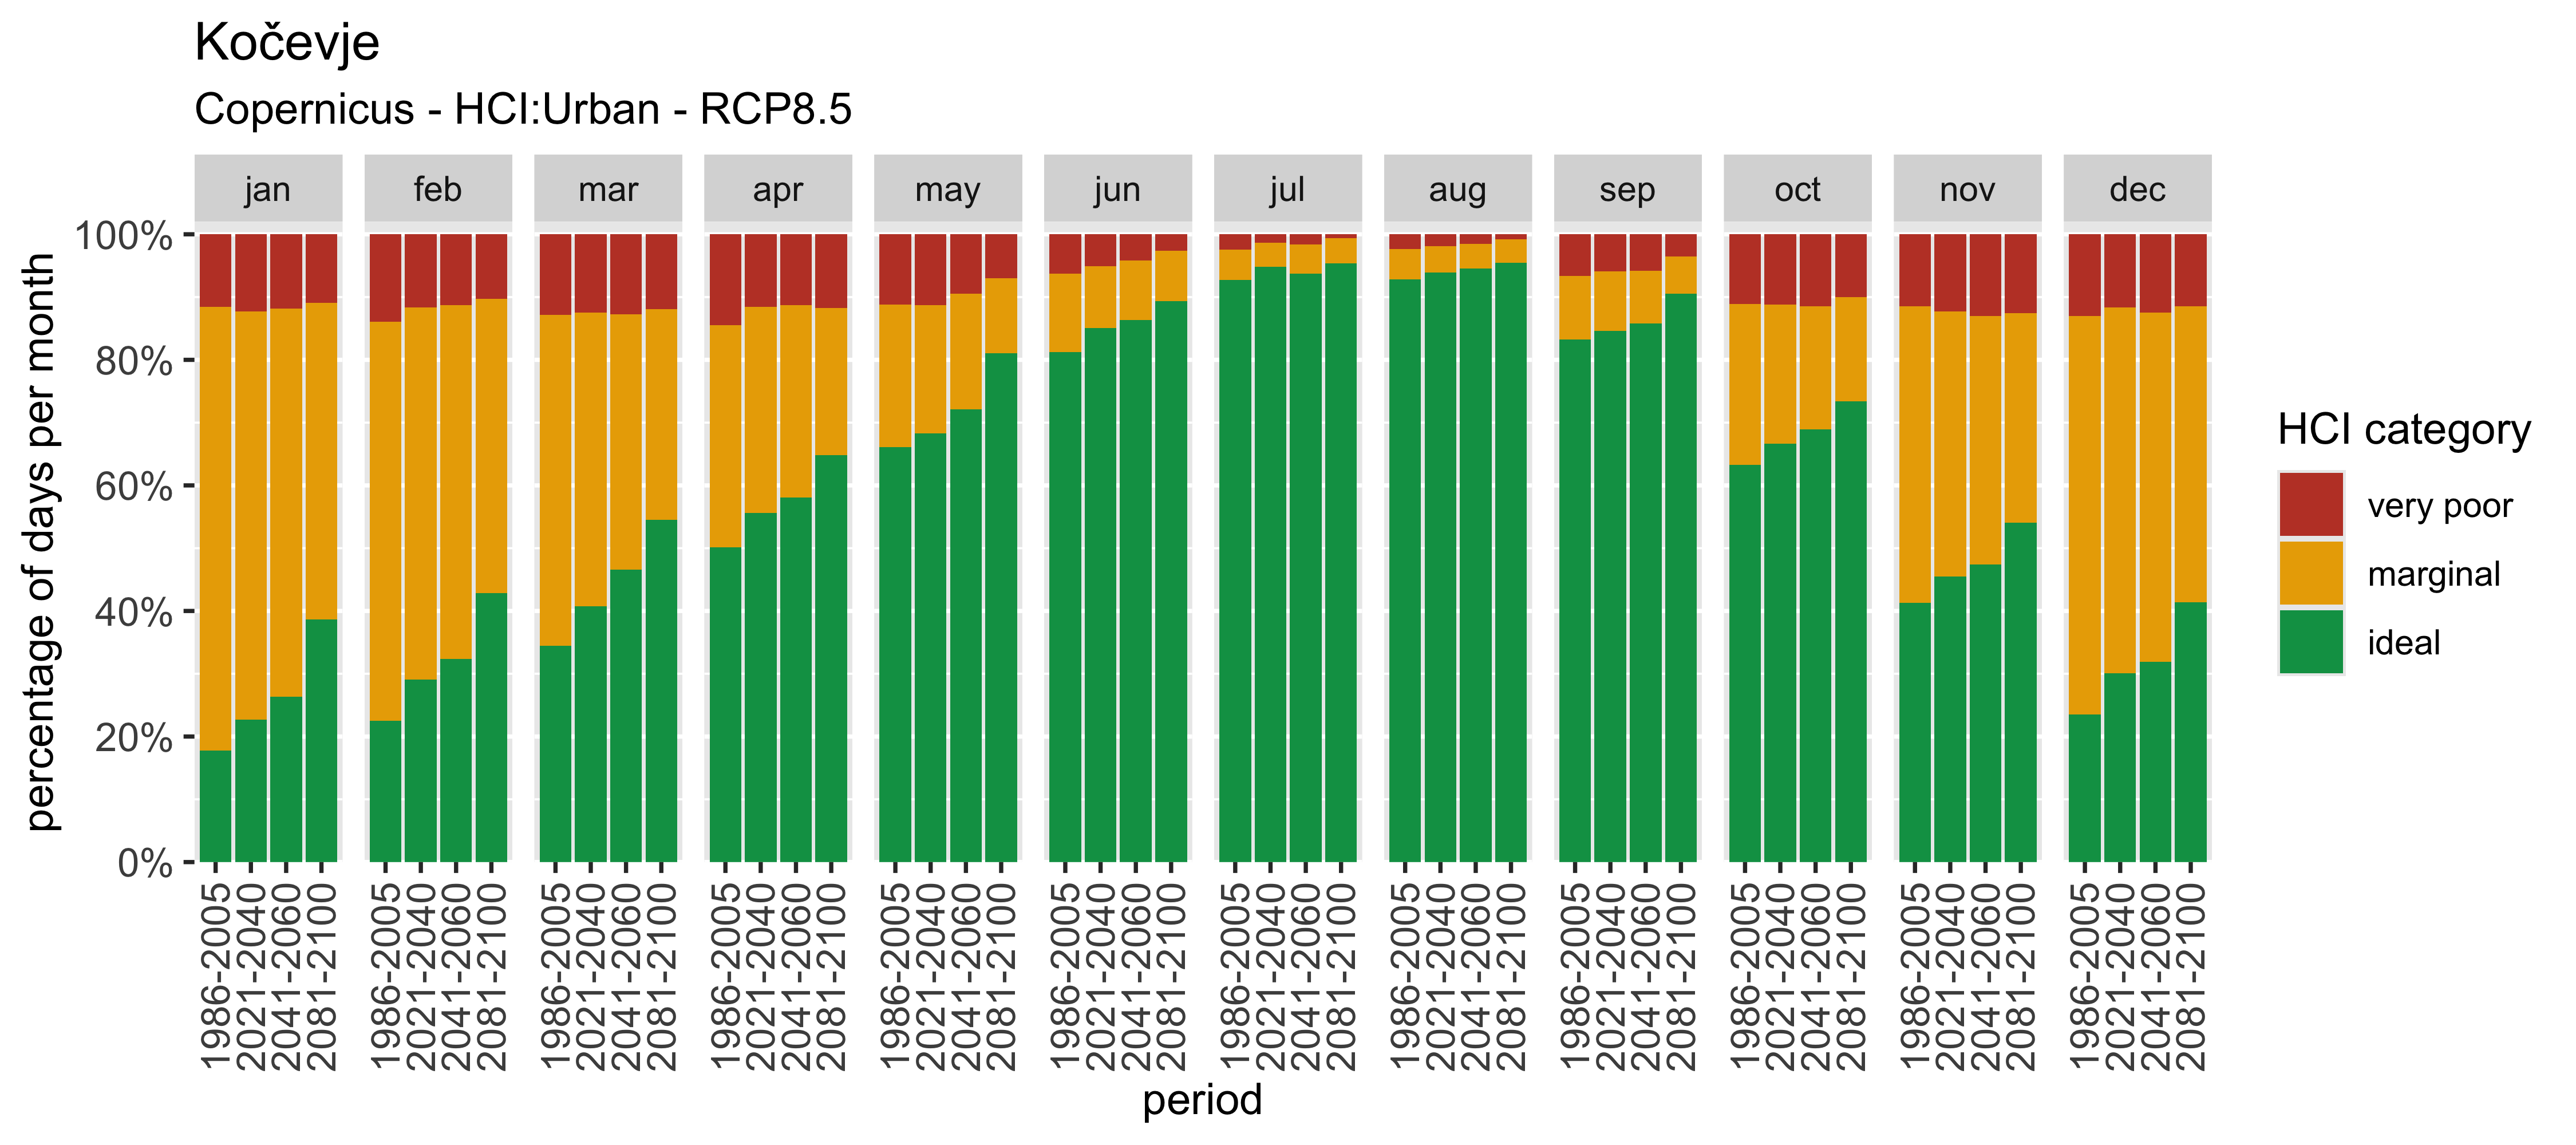 Kočevje
Copernicus - HCI:Urban - RCP8.5
jan feb mar apr may jun jul aug sep oct nov dec
percentage of days per month
100%
80%
60%
40%
20%
0%
1986-2005 2021-2040 2041-2060 2081-2100 1986-2005 2021-2040 2041-2060 2081-2100 1986-2005 2021-2040 2041-2060 2081-2100 1986-2005 2021-2040 2041-2060 2081-2100 1986-2005 2021-2040 2041-2060 2081-2100 1986-2005 2021-2040 2041-2060 2081-2100 1986-2005 2021-2040 2041-2060 2081-2100 1986-2005 2021-2040 2041-2060 2081-2100 1986-2005 2021-2040 2041-2060 2081-2100 1986-2005 2021-2040 2041-2060 2081-2100 1986-2005 2021-2040 2041-2060 2081-2100 1986-2005 2021-2040 2041-2060 2081-2100
period
HCI category
very poor
marginal
ideal